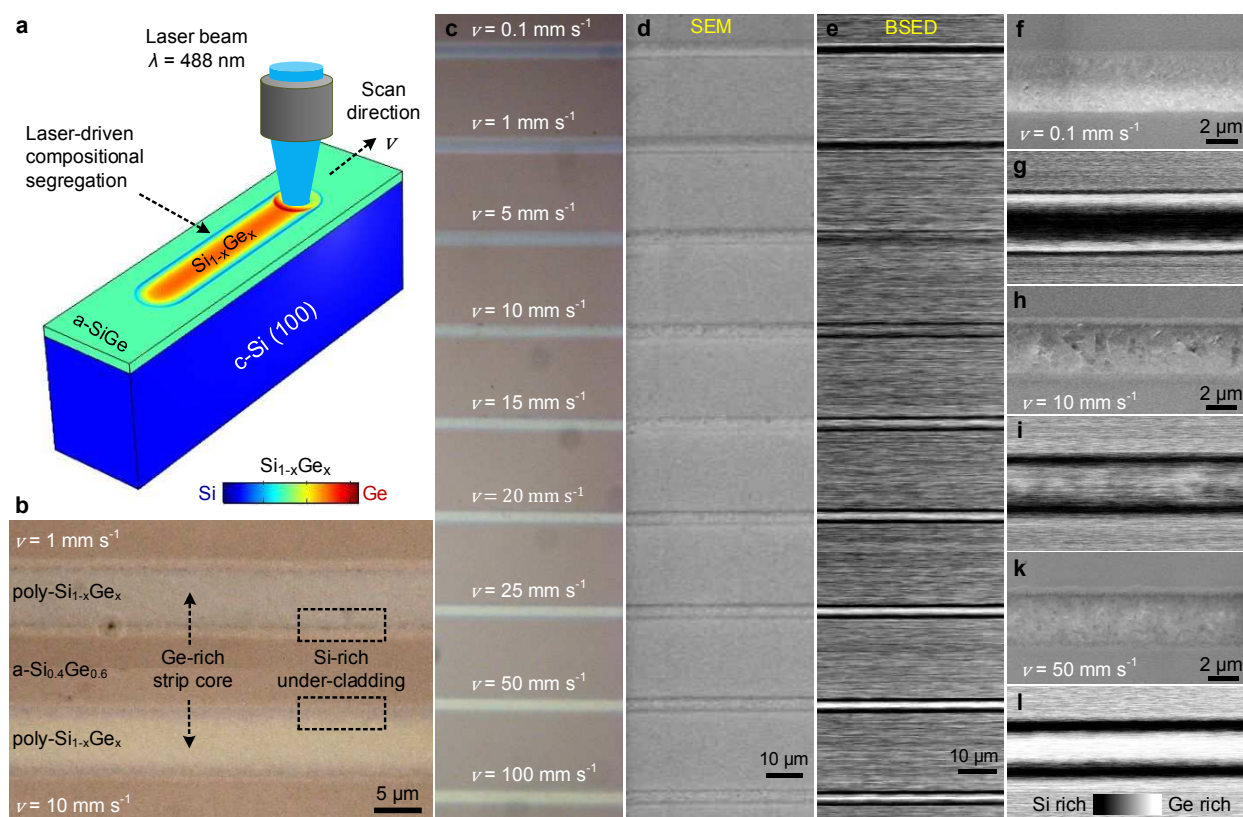 a
Laser beam
λ = 488 nm
Scan
direction
v
Laser-driven
compositional
segregation
Si1-xGex
a-SiGe
c-Si (100)
Si1-xGex
Si
Ge
b
v = 1 mm s-1
poly-Si1-xGex
a-Si0.4Ge0.6
poly-Si1-xGex
Ge-rich
strip core
Si-rich
under-cladding
v = 10 mm s-1
5 µm
c
v = 0.1 mm s-1
v = 1 mm s-1
v = 5 mm s-1
v = 10 mm s-1
v = 15 mm s-1
v = 20 mm s-1
v = 25 mm s-1
v = 50 mm s-1
v = 100 mm s-1
d
SEM
10 µm
e
BSED
10 µm
f
v = 0.1 mm s-1
2 µm
g
h
v = 10 mm s-1
2 µm
i
k
v = 50 mm s-1
2 µm
l
Si rich
Ge rich